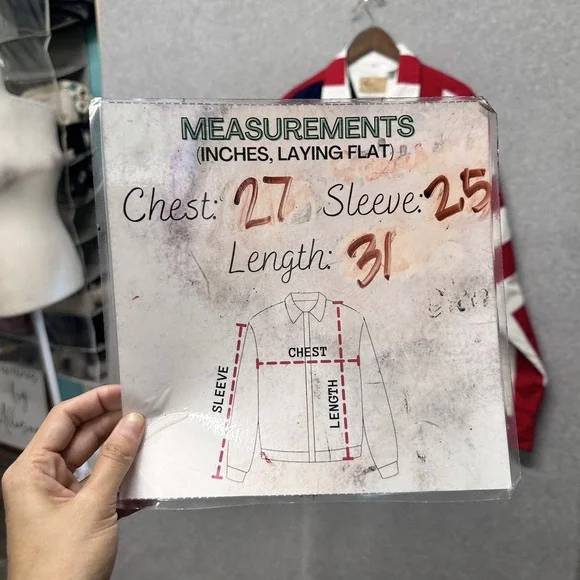 MEASUREMENTS
(INCHES, LAYING FLAT)
Chest: 27 Sleeve: 25
Length: 31
CHEST
SLEEVE
LENGTH